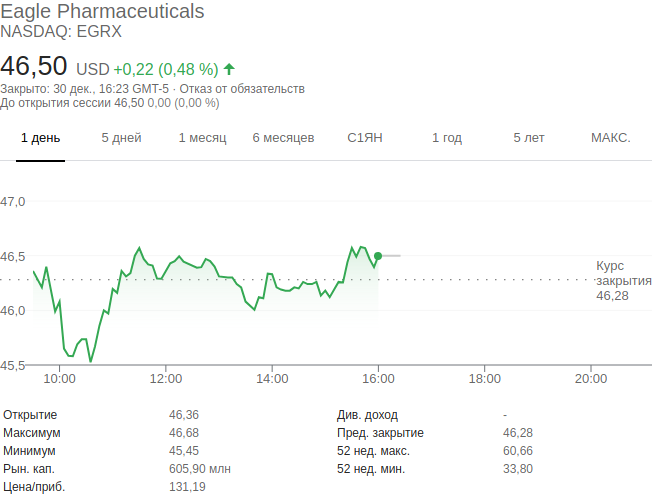 Eagle Pharmaceuticals
NASDAQ: EGRX
46,50 USD +0,22 (0,48 %)
Закрыто: 30 дек., 16:23 GMT-5 · Отказ от обязательств
До открытия сессии 46,50 0,00 (0,00 %)
1 день 5 дней 1 месяц 6 месяцев С1ЯН 1 год 5 лет МАКС.
47,0
46,5
Курс
закрытия
46,28
46,0
45,5
10:00 12:00 14:00 16:00 18:00 20:00
Открытие 46,36 Див. доход -
Максимум 46,68 Пред. закрытие 46,28
Минимум 45,45 52 нед. макс. 60,66
Рын. кап. 605,90 млн 52 нед. мин. 33,80
Цена/приб. 131,19